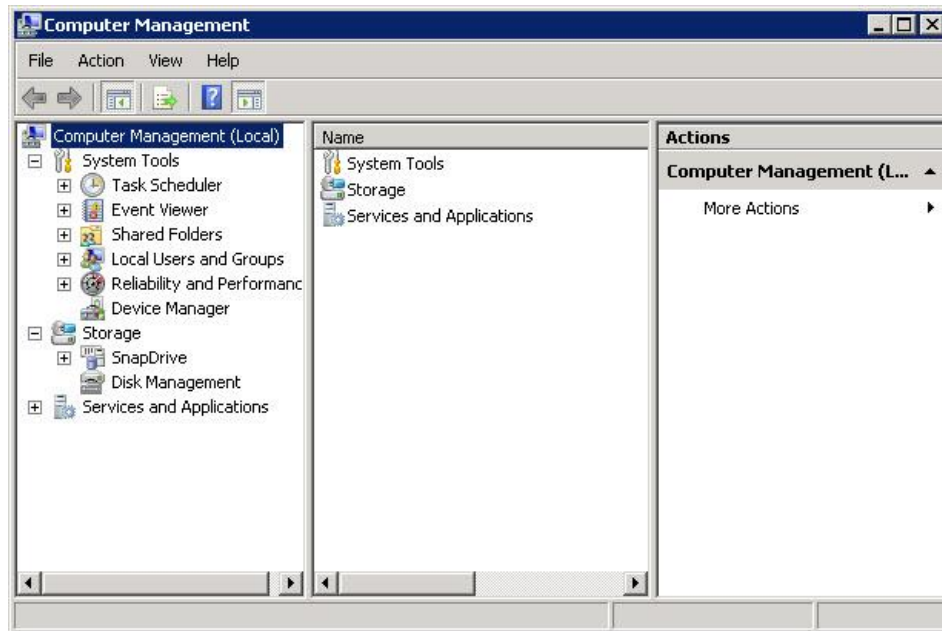 Computer Management
File Action View Help
Computer Management (Local)
System Tools
Task Scheduler
Event Viewer
Shared Folders
Local Users and Groups
Reliability and Performanc
Device Manager
Storage
SnapDrive
Disk Management
Services and Applications
Name
System Tools
Storage
Services and Applications
Actions
Computer Management (L...
More Actions